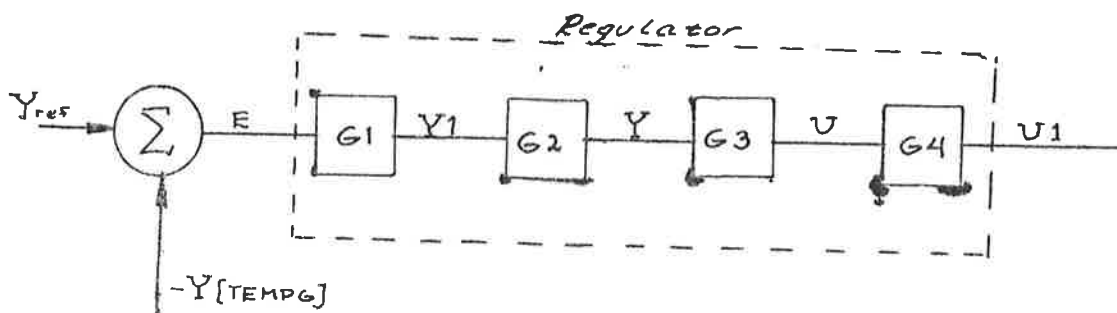 Regulator
Yref
Σ
E
G1
Y1
G2
Y
G3
U
G4
U1
-Y[TEMPG]